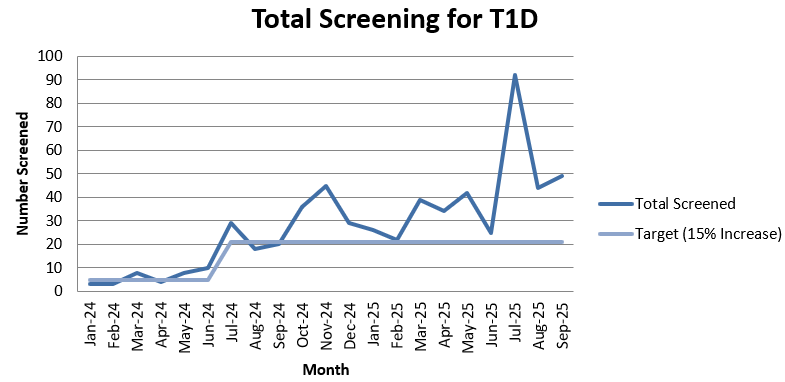 Total Screening for T1D
100
90
80
70
60
50
40
30
20
10
0
Number Screened
Jan-24
Feb-24
Mar-24
Apr-24
May-24
Jun-24
Jul-24
Aug-24
Sep-24
Oct-24
Nov-24
Dec-24
Jan-25
Feb-25
Mar-25
Apr-25
May-25
Jun-25
Jul-25
Aug-25
Sep-25
Month
Total Screened
Target (15% Increase)